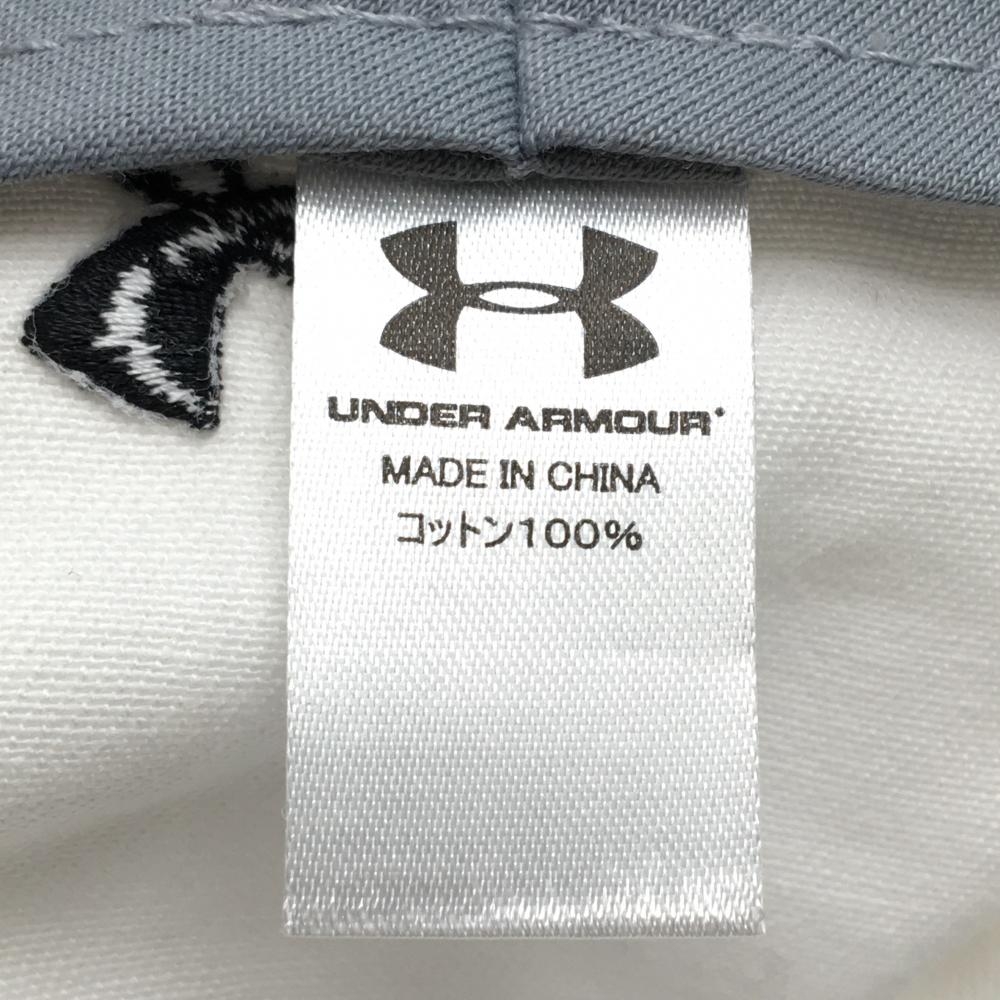 UNDER ARMOUR
MADE IN CHINA
コットン100%